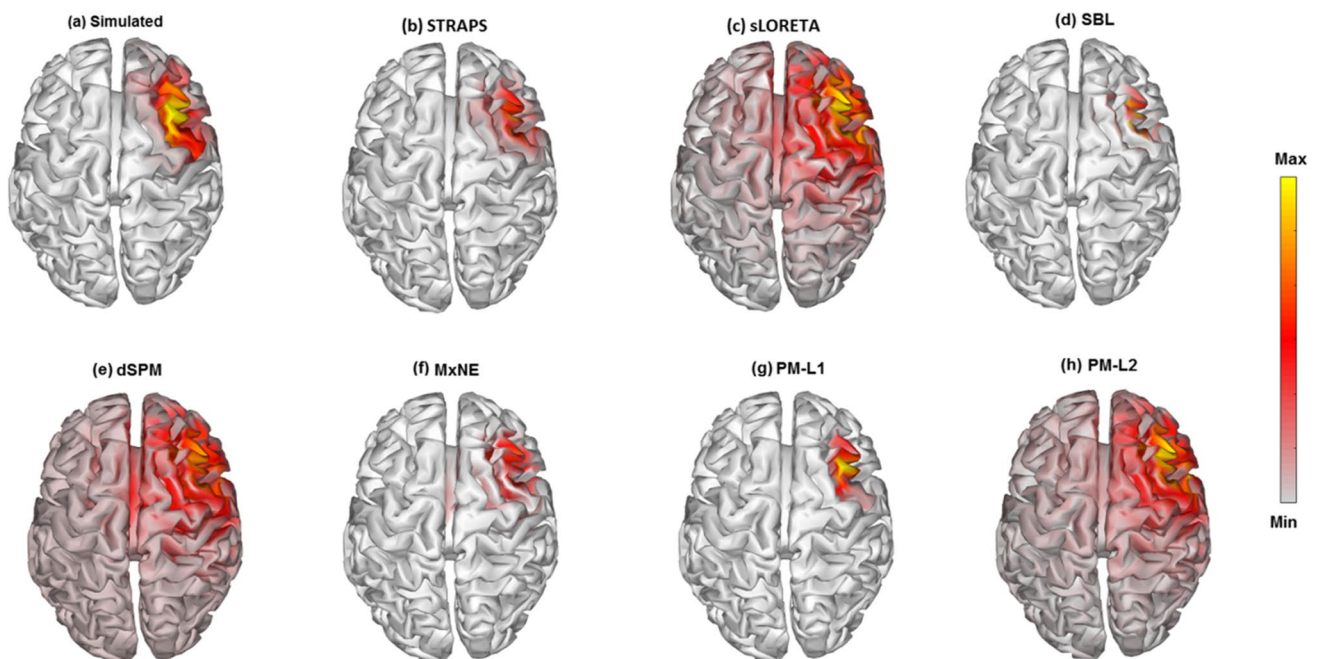 (a) Simulated
(b) STRAPS
(c) sLORETA
(d) SBL
Max
Min
(e) dSPM
(f) MxNE
(g) PM-L1
(h) PM-L2